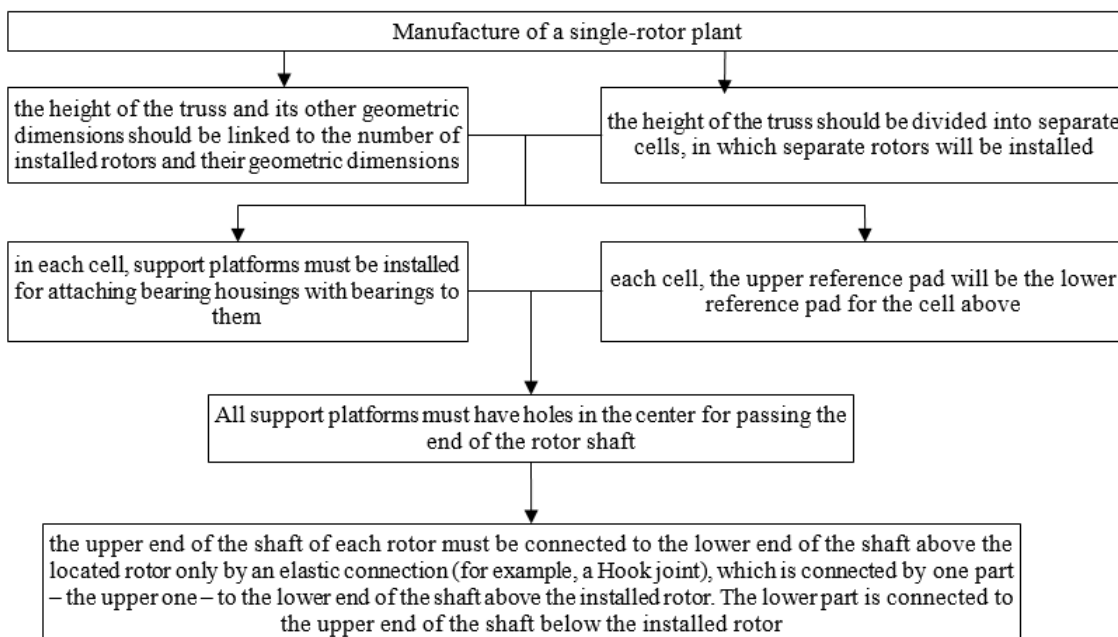 Manufacture of a single-rotor plant
the height of the truss and its other geometric
dimensions should be linked to the number of
installed rotors and their geometric dimensions
the height of the truss should be divided into separate
cells, in which separate rotors will be installed
in each cell, support platforms must be installed
for attaching bearing housings with bearings to
them
each cell, the upper reference pad will be the lower
reference pad for the cell above
All support platforms must have holes in the center for passing the
end of the rotor shaft
the upper end of the shaft of each rotor must be connected to the lower end of the shaft above the
located rotor only by an elastic connection (for example, a Hook joint), which is connected by one part
– the upper one – to the lower end of the shaft above the installed rotor. The lower part is connected to
the upper end of the shaft below the installed rotor